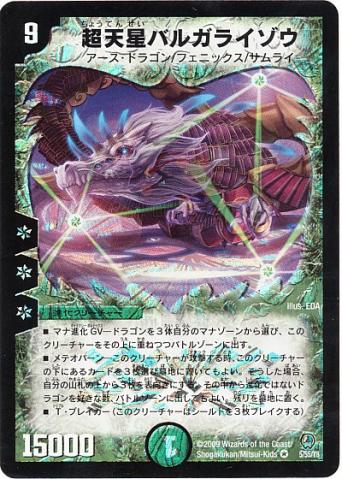 9
ちょうてんせい
超天星バルガライゾウ
アース・ドラゴン/フェニックス/サムライ
illus. EDA
進化クリーチャー
■ マナ進化GV-ドラゴンを3体自分のマナゾーンから選び、このクリーチャーをその上に重ねつつバトルゾーンに出す。
■ メテオバーン-このクリーチャーが攻撃する時、このクリーチャーの下にあるカードを3枚選び墓地に置いてもよい。そうした場合、自分の山札の上から3枚を表向きにする。その中から進化ではないドラゴンを好きな数、バトルゾーンに出し、残りを墓地に置く。
■ T・ブレイカー (このクリーチャーはシールドを3枚ブレイクする)
15000
T
©2009 Wizards of the Coast/
Shogakukan/Mitsui-Kids
5/55/Y8